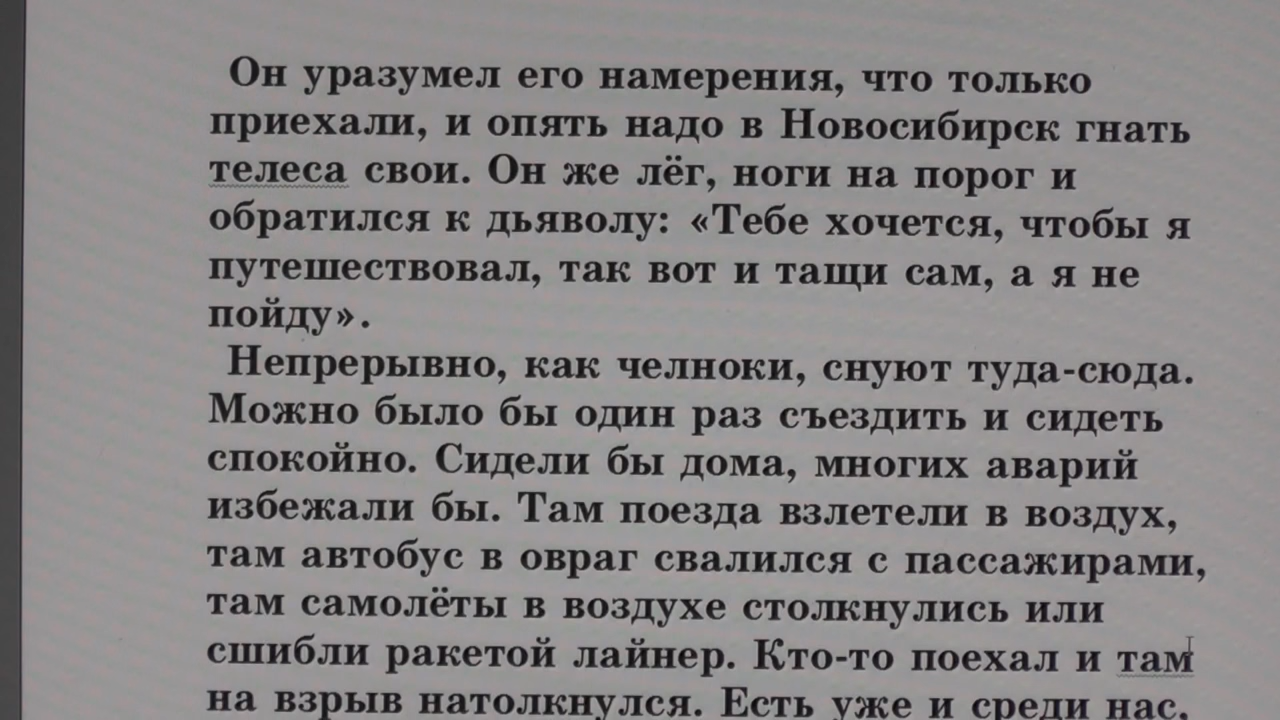 Он уразумел его намерения, что только
приехали, и опять надо в Новосибирск гнать
телеса свои. Он же лёг, ноги на порог и
обратился к дьяволу: «Тебе хочется, чтобы я
путешествовал, так вот и тащи сам, а я не
пойду».
Непрерывно, как челноки, снуют туда-сюда.
Можно было бы один раз съездить и сидеть
спокойно. Сидели бы дома, многих аварий
избежали бы. Там поезда взлетели в воздух,
там автобус в овраг свалился с пассажирами,
там самолёты в воздухе столкнулись или
сшибли ракетой лайнер. Кто-то поехал и там
на взрыв натолкнулся. Есть уже и среди нас,